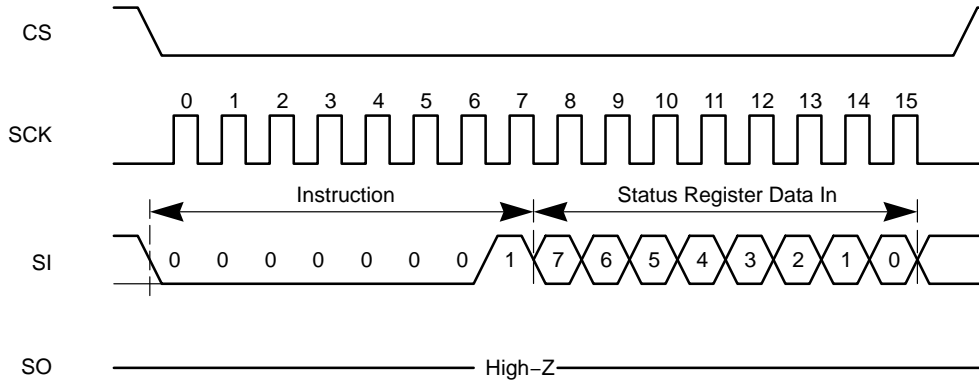 CS
0 1 2 3 4 5 6 7 8 9 10 11 12 13 14 15
SCK
Instruction Status Register Data In
SI 0 0 0 0 0 0 0 1 7 6 5 4 3 2 1 0
SO High−Z